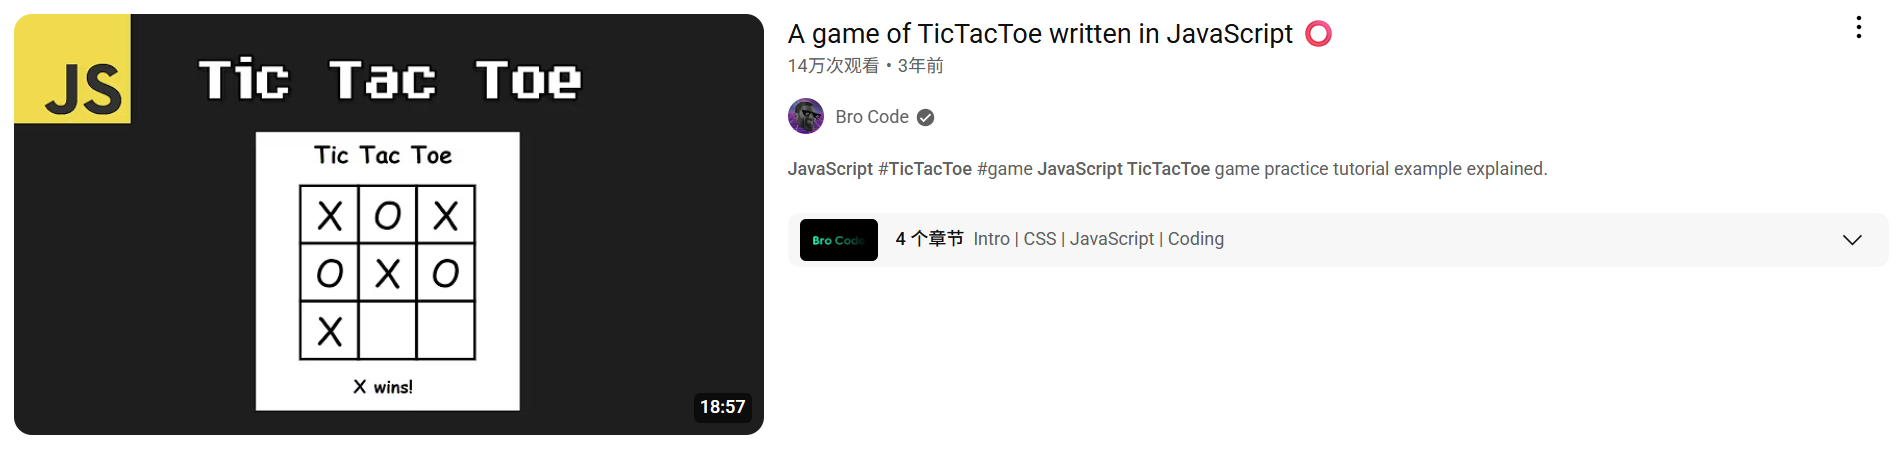 JS
Tic Tac Toe
Tic Tac Toe
X O X
O X O
X
X wins!
18:57
A game of TicTacToe written in JavaScript ⭕
14万次观看 • 3年前
Bro Code
JavaScript #TicTacToe #game JavaScript TicTacToe game practice tutorial example explained.
Bro Code
4 个章节 Intro | CSS | JavaScript | Coding